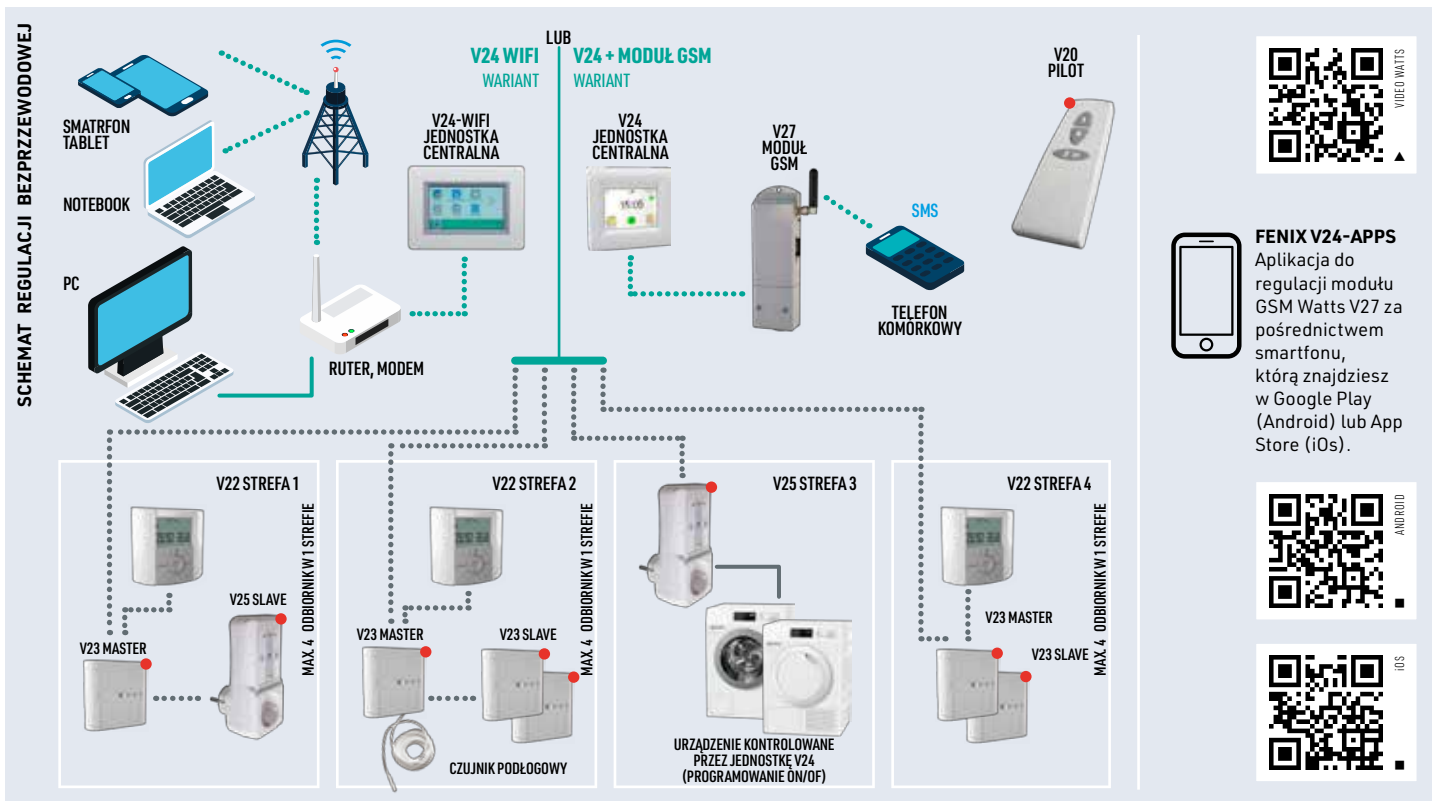 SCHEMAT REGULACJI BEZPRZZEWODOWEJ
SMATRFON
TABLET
NOTEBOOK
PC
RUTER, MODEM
LUB
V24 WIFI
WARIANT
V24 + MODUŁ GSM
WARIANT
V24-WIFI
JEDNOSTKA
CENTRALNA
V24
JEDNOSTKA
CENTRALNA
V27
MODUŁ
GSM
SMS
TELEFON
KOMÓRKOWY
V20
PILOT
V22 STREFA 1
V25 SLAVE
V23 MASTER
MAX. 4 ODBIORNIK W 1 STREFIE
V22 STREFA 2
V23 MASTER
V23 SLAVE
CZUJNIK PODŁOGOWY
MAX. 4 ODBIORNIK W 1 STREFIE
V25 STREFA 3
URZĄDZENIE KONTROLOWANE
PRZEZ JEDNOSTKĘ V24
(PROGRAMOWANIE ON/OF)
V22 STREFA 4
V23 MASTER
V23 SLAVE
MAX. 4 ODBIORNIK W 1 STREFIE
VIDEO WATTS
FENIX V24-APPS
Aplikacja do
regulacji modułu
GSM Watts V27 za
pośrednictwem
smartfonu,
którą znajdziesz
w Google Play
(Android) lub App
Store (iOs).
ANDROID
iOS